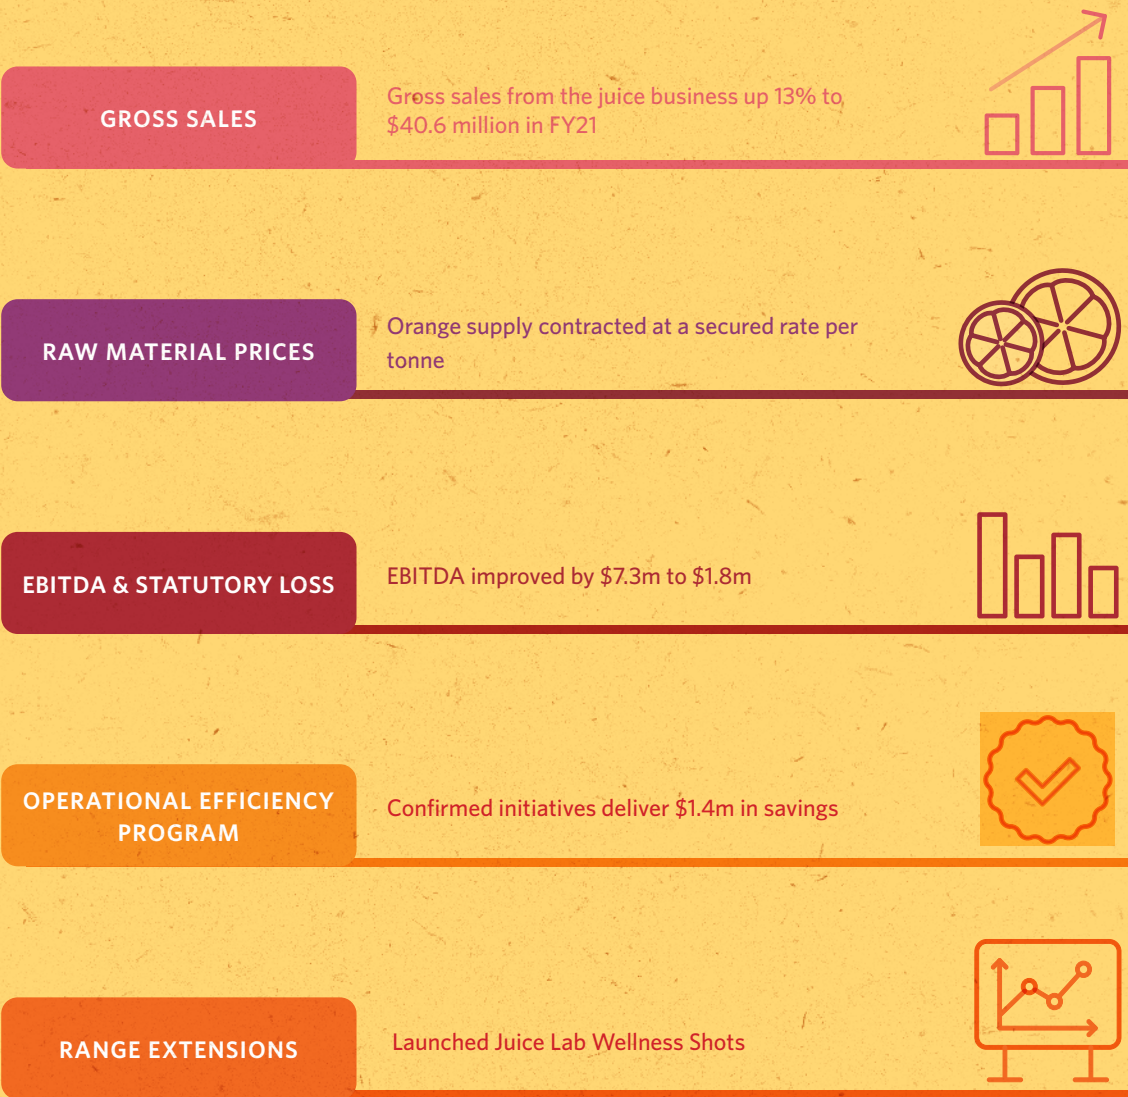 GROSS SALES
Gross sales from the juice business up 13% to
$40.6 million in FY21
RAW MATERIAL PRICES
Orange supply contracted at a secured rate per
tonne
EBITDA & STATUTORY LOSS
EBITDA improved by $7.3m to $1.8m
OPERATIONAL EFFICIENCY
PROGRAM
Confirmed initiatives deliver $1.4m in savings
RANGE EXTENSIONS
Launched Juice Lab Wellness Shots